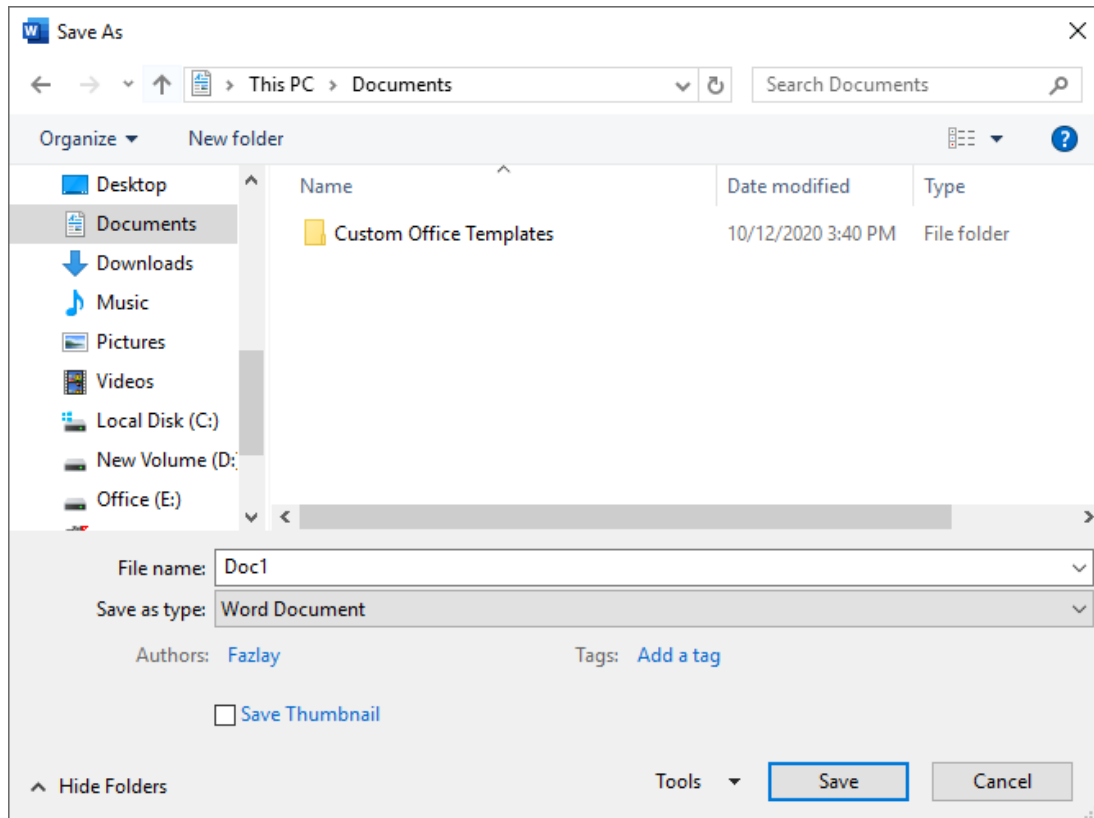 Save As
This PC > Documents
Search Documents
Organize
New folder
Desktop
Documents
Downloads
Music
Pictures
Videos
Local Disk (C:)
New Volume (D:
Office (E:)
Name
Date modified
Type
Custom Office Templates
10/12/2020 3:40 PM
File folder
File name: Doc1
Save as type: Word Document
Authors: Fazlay
Tags: Add a tag
Save Thumbnail
Hide Folders
Tools
Save
Cancel